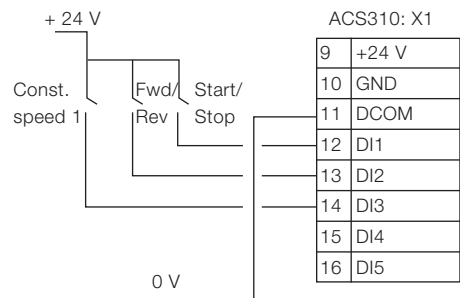 + 24 V
ACS310: X1
Const.
speed 1
Fwd/
Rev
Start/
Stop
9 +24 V
10 GND
11 DCOM
12 DI1
13 DI2
14 DI3
15 DI4
16 DI5
0 V